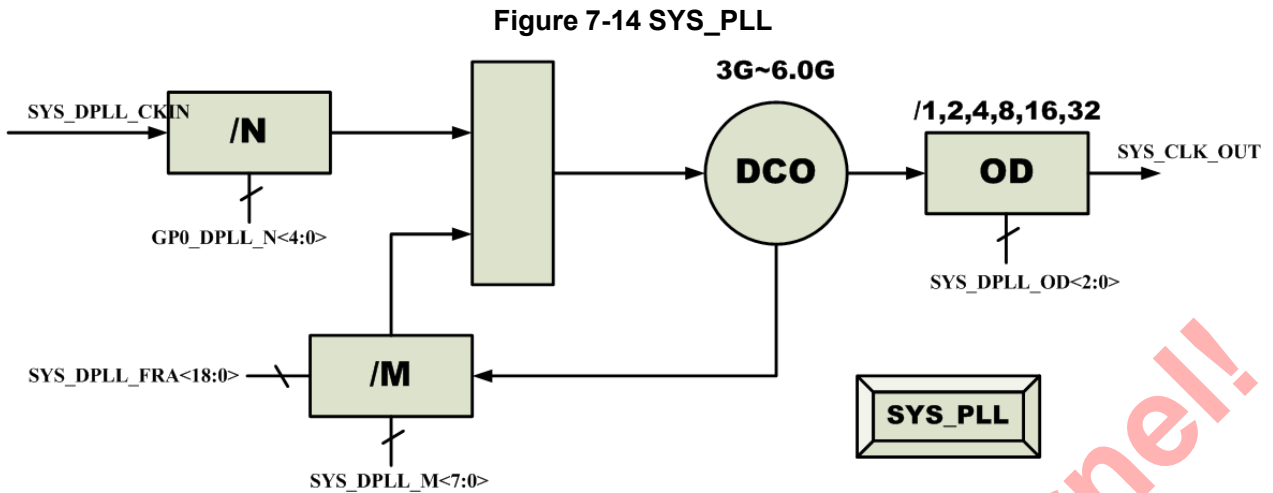 Figure 7-14 SYS_PLL
3G~6.0G
/1,2,4,8,16,32
SYS_DPLL_CKIN
/N
DCO
OD
SYS_CLK_OUT
GP0_DPLL_N<4:0>
SYS_DPLL_OD<2:0>
SYS_DPLL_FRA<18:0>
/M
SYS_PLL
SYS_DPLL_M<7:0>